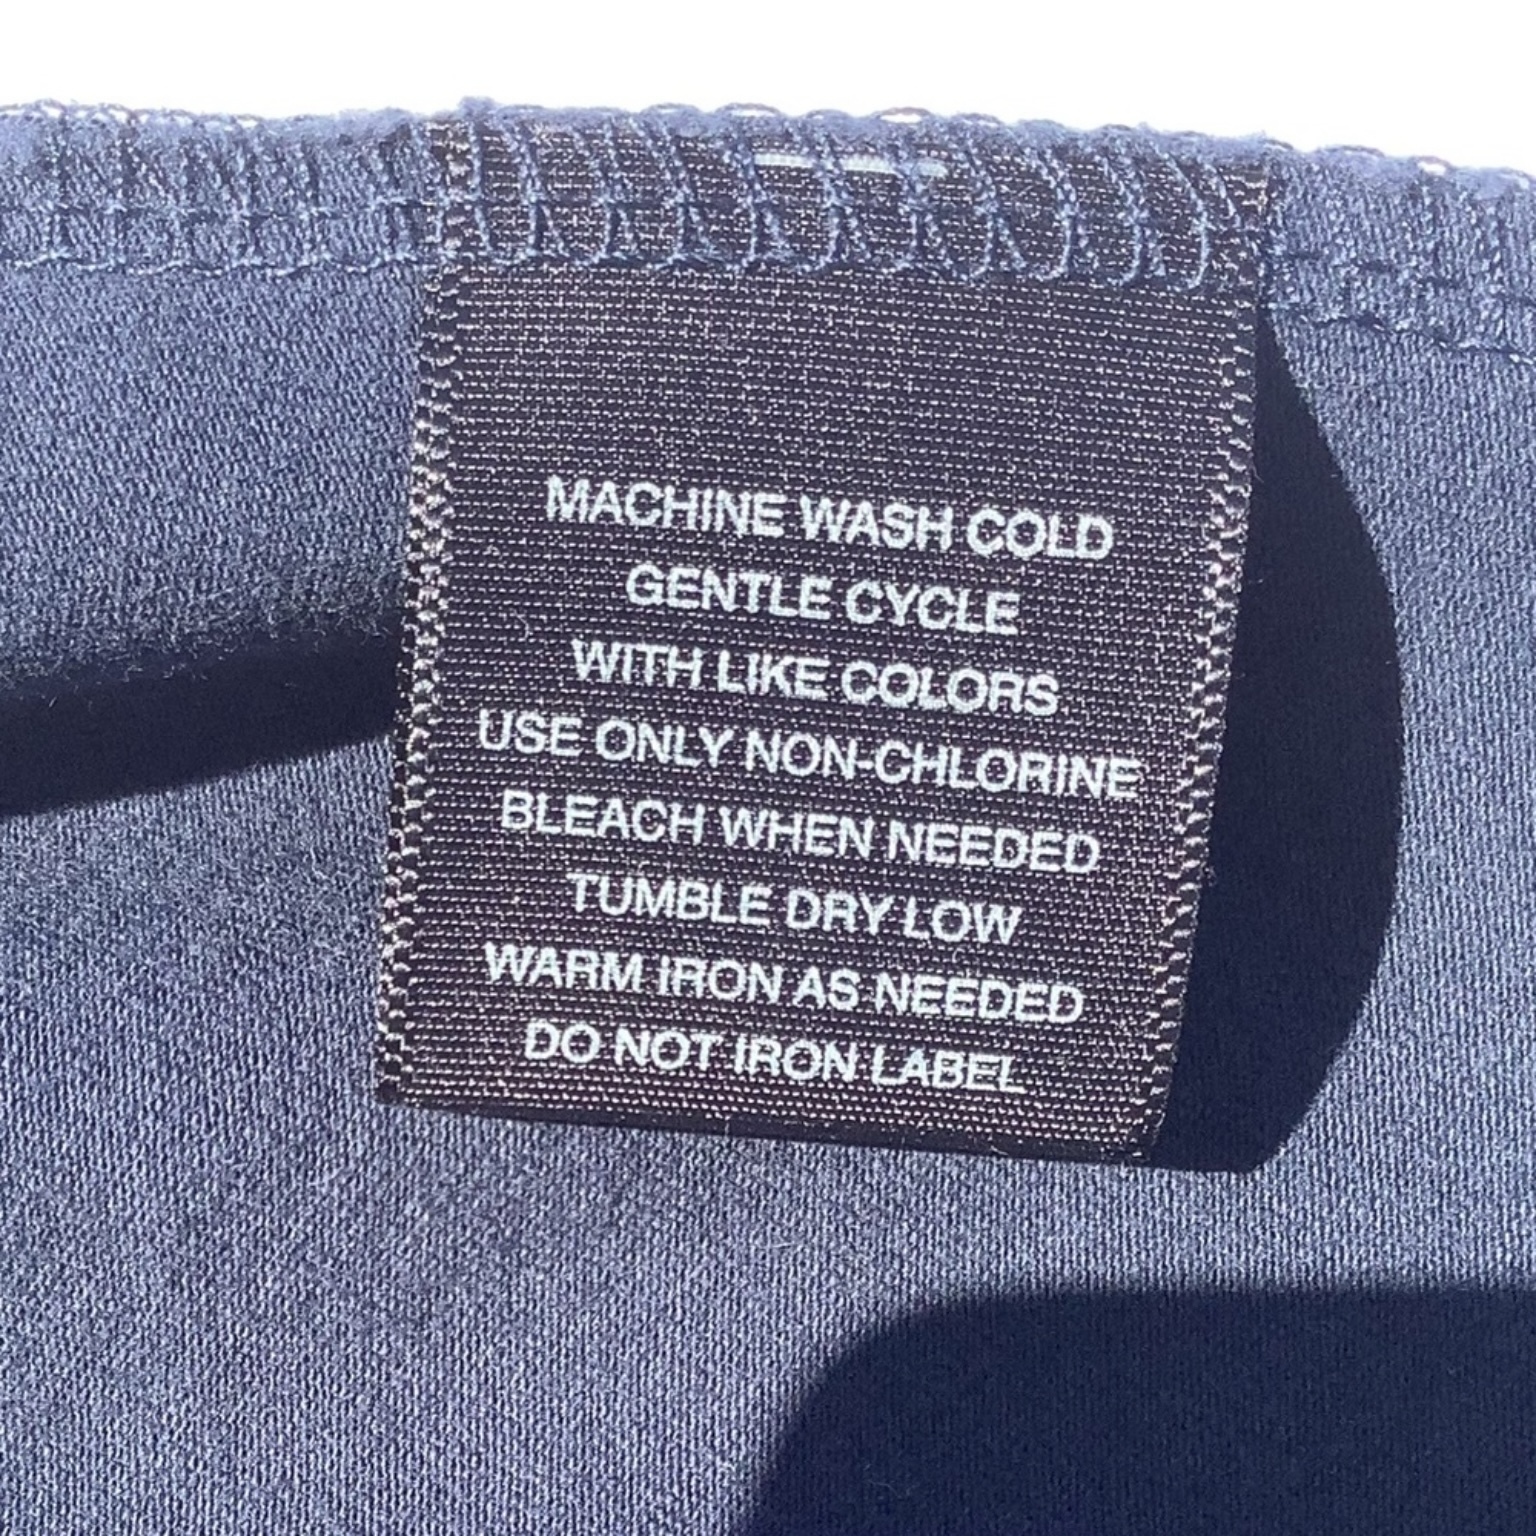 MACHINE WASH COLD
GENTLE CYCLE
WITH LIKE COLORS
USE ONLY NON-CHLORINE
BLEACH WHEN NEEDED
TUMBLE DRY LOW
WARM IRON AS NEEDED
DO NOT IRON LABEL